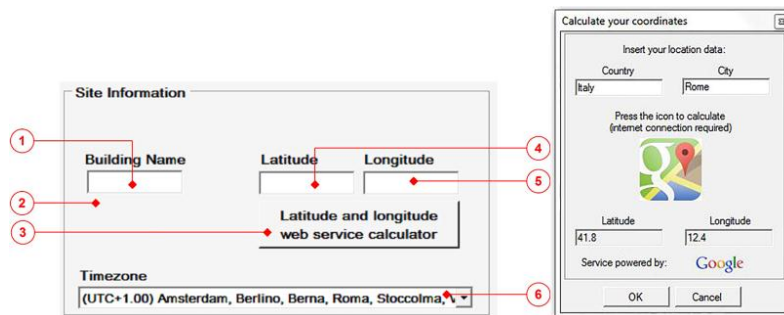 Calculate your coordinates
Insert your location data:
Country City
Italy Rome
Press the icon to calculate
(internet connection required)
Latitude Longitude
41.8 12.4
Service powered by: Google
OK Cancel
Site Information
1
4
Building Name Latitude Longitude
5
2
3
Latitude and longitude
web service calculator
Timezone
(UTC+1.00) Amsterdam, Berlino, Berna, Roma, Stoccolma,
6